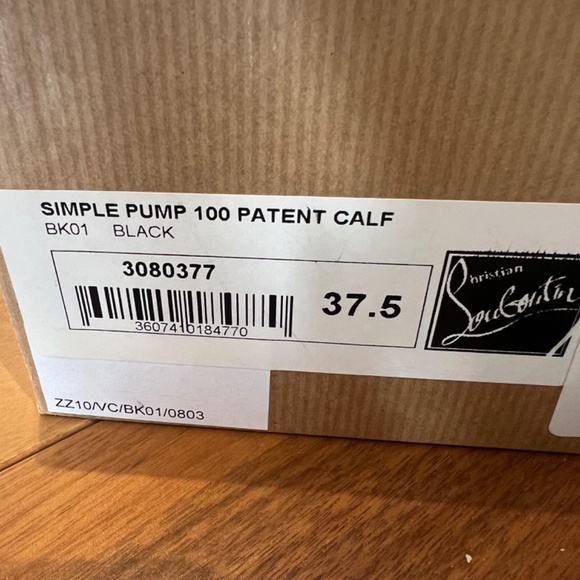 SIMPLE PUMP 100 PATENT CALF
BK01 BLACK
3080377
3607410184770
37.5
Christian
Louboutin
ZZ10/VC/BK01/0803